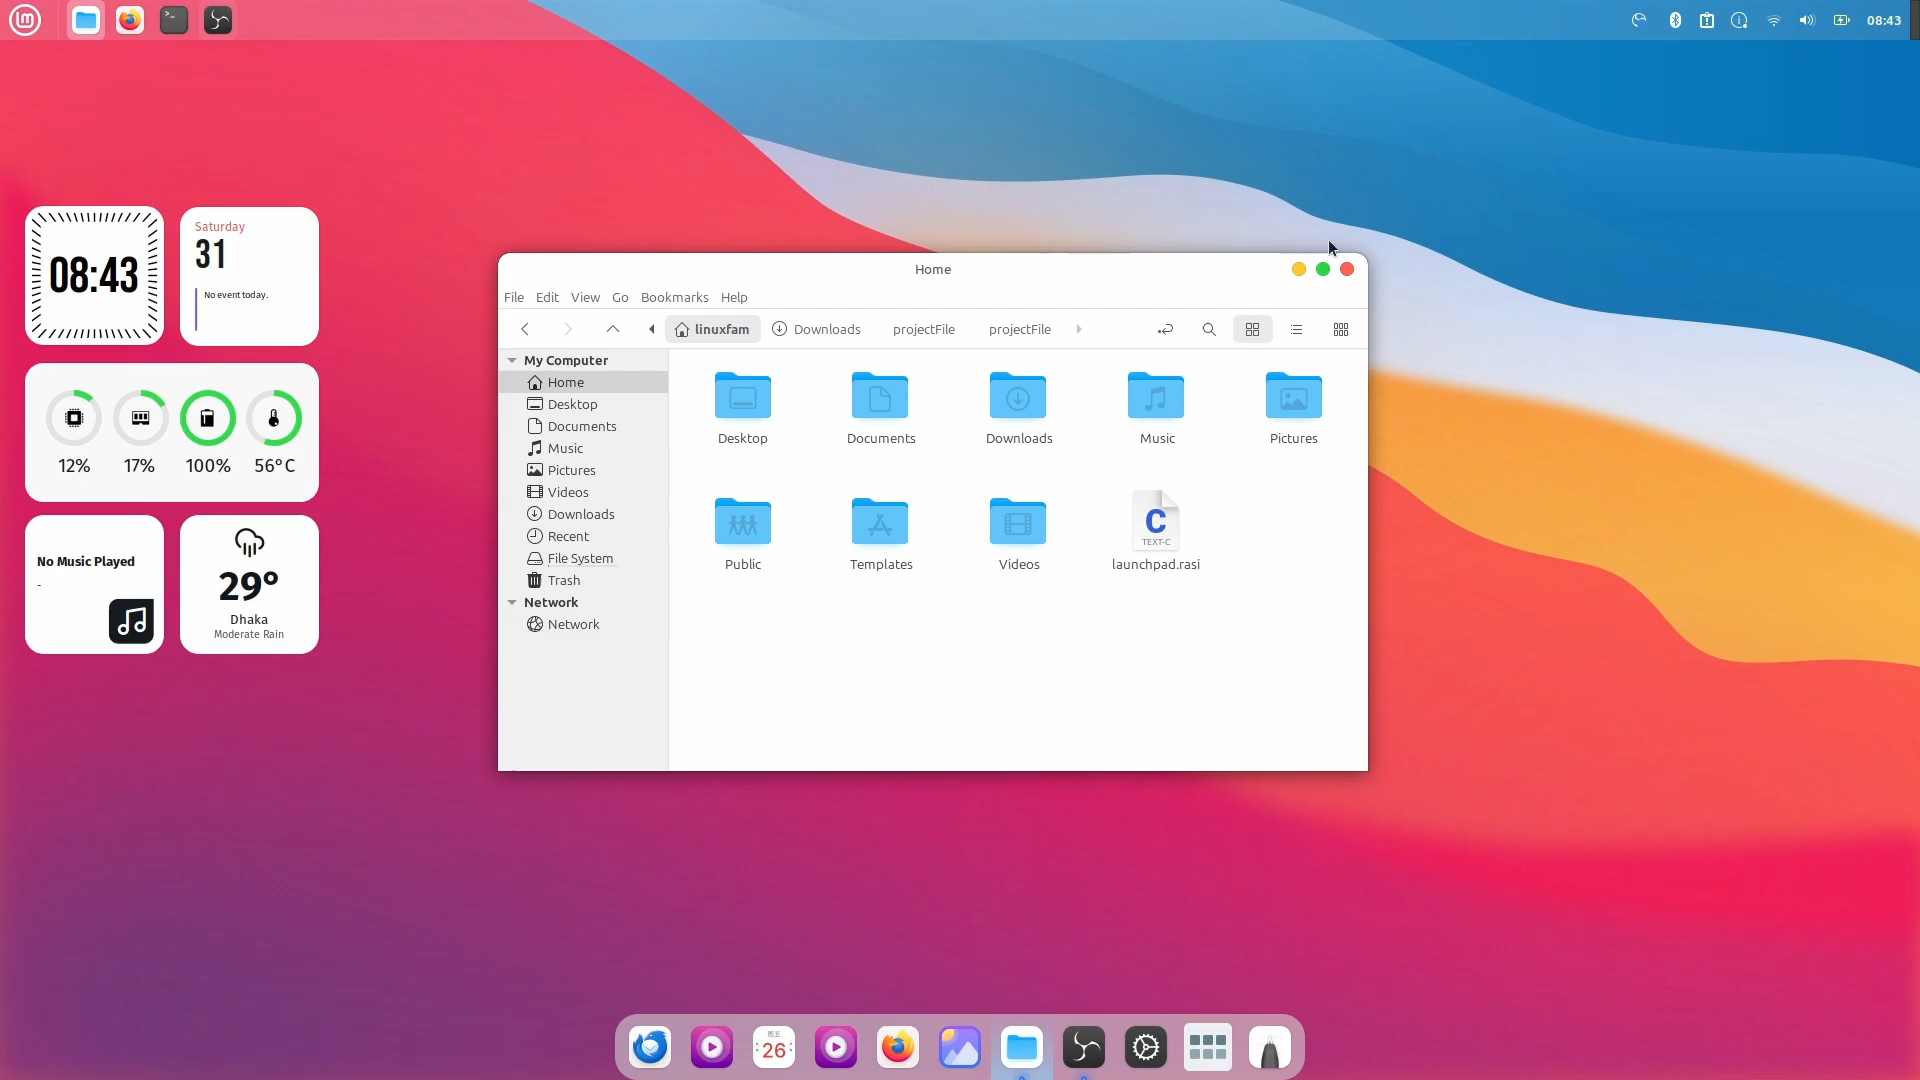 08:43
08:43
Saturday
31
No event today.
12%
17%
100%
56°C
No Music Played
-
29°
Dhaka
Moderate Rain
Home
File Edit View Go Bookmarks Help
linuxfam Downloads projectFile projectFile
My Computer
Home
Desktop
Documents
Music
Pictures
Videos
Downloads
Recent
File System
Trash
Network
Network
Desktop Documents Downloads Music Pictures
C
TEXT-C
Public Templates Videos launchpad.rasi
周五
26